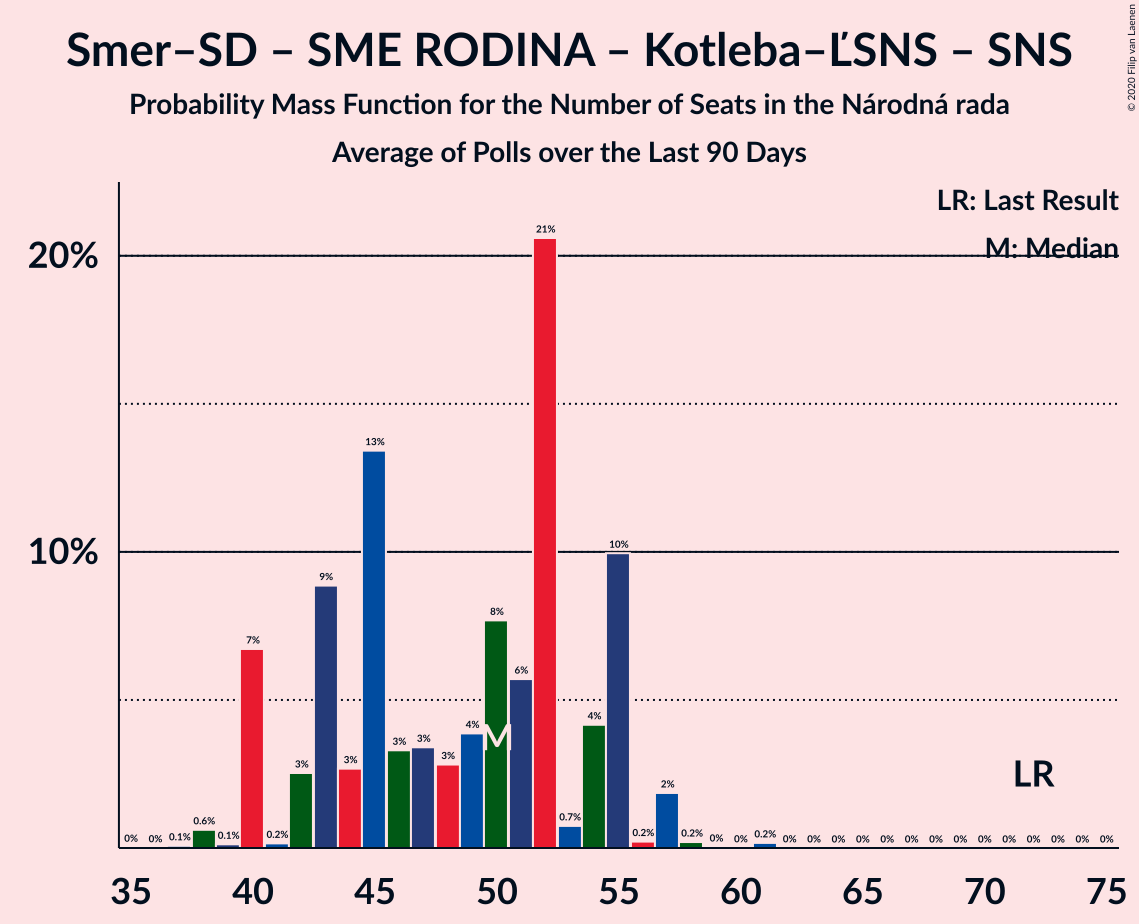 Smer–SD – SME RODINA – Kotleba–ĽSNS – SNS
Probability Mass Function for the Number of Seats in the Národná rada
Average of Polls over the Last 90 Days
© 2020 Filip van Laenen
LR: Last Result
M: Median
20%
10%
0% 0% 0.1% 0.6% 0.1% 7% 0.2% 3% 9% 3% 13% 3% 3% 3% 4% 8% 6% 21% 0.7% 4% 10% 0.2% 2% 0.2% 0% 0% 0.2% 0% 0% 0% 0% 0% 0% 0% 0% 0% 0% 0% 0% 0% 0%
M
LR
35 40 45 50 55 60 65 70 75